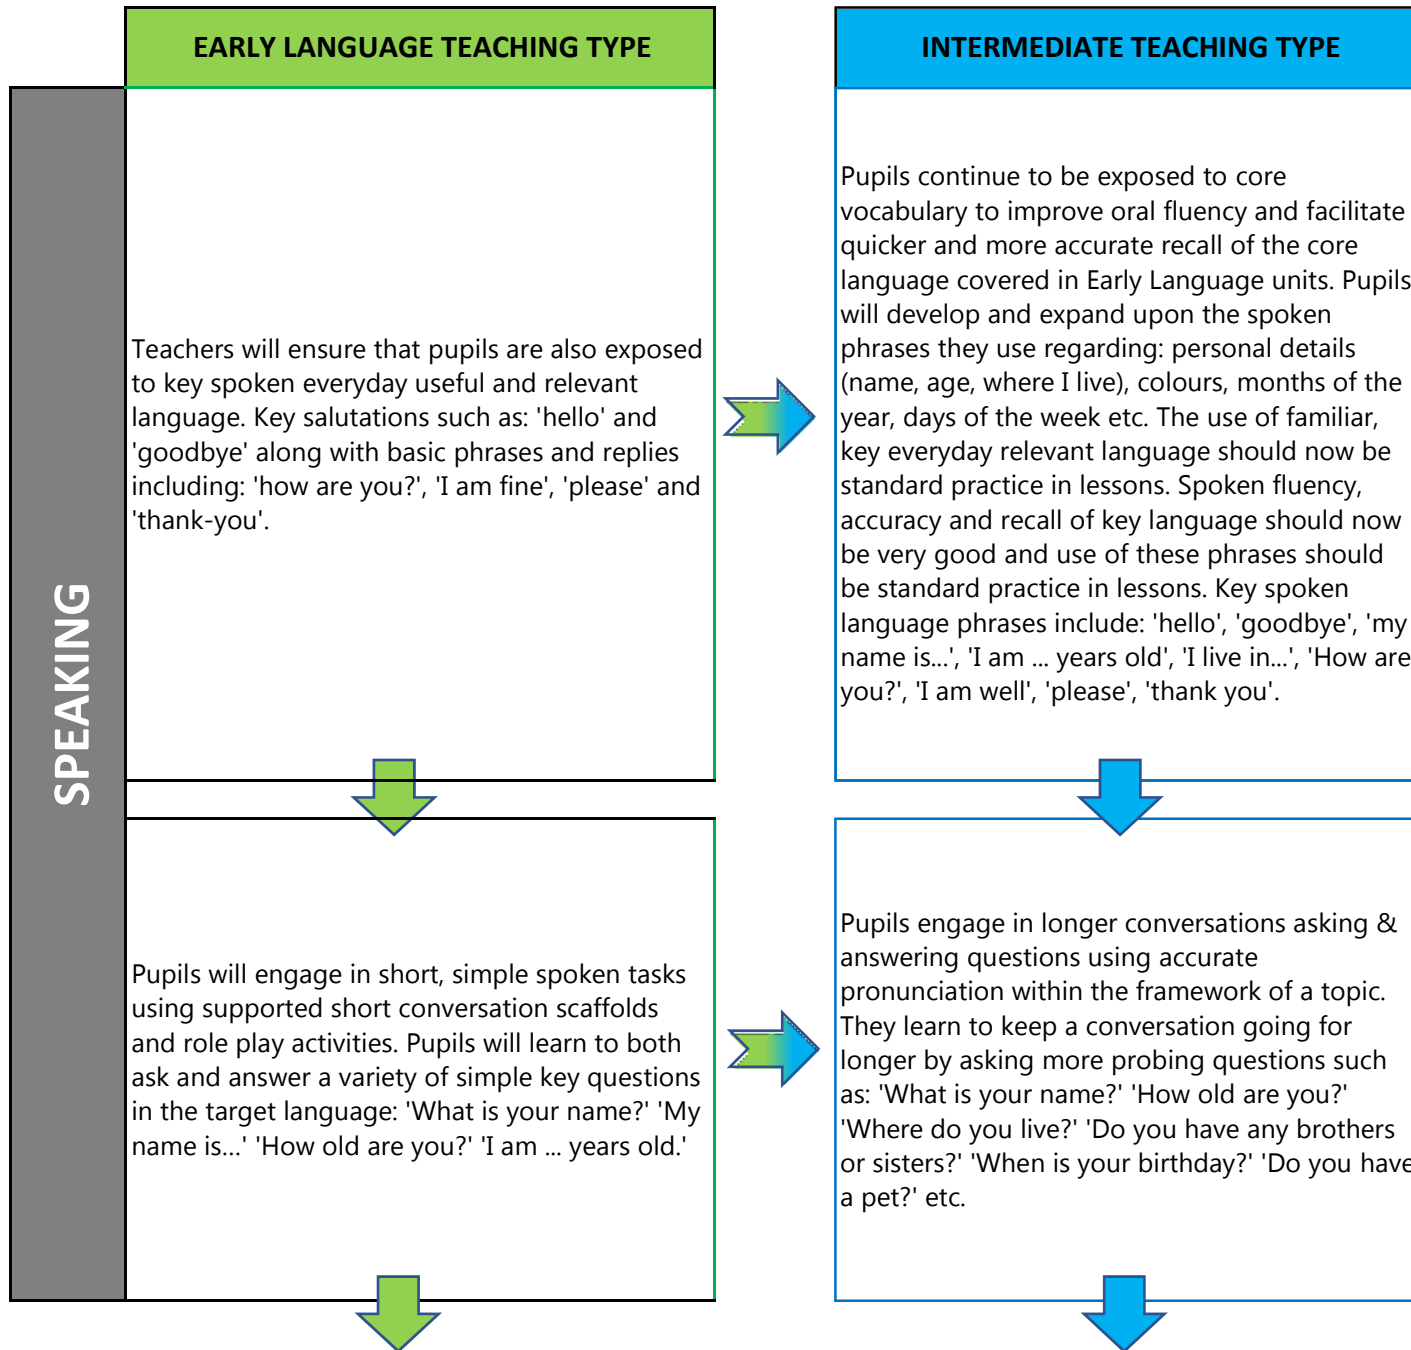 EARLY LANGUAGE TEACHING TYPE
INTERMEDIATE TEACHING TYPE
SPEAKING
Teachers will ensure that pupils are also exposed
to key spoken everyday useful and relevant
language. Key salutations such as: 'hello' and
'goodbye' along with basic phrases and replies
including: 'how are you?', 'I am fine', 'please' and
'thank-you'.
Pupils continue to be exposed to core
vocabulary to improve oral fluency and facilitate
quicker and more accurate recall of the core
language covered in Early Language units. Pupils
will develop and expand upon the spoken
phrases they use regarding: personal details
(name, age, where I live), colours, months of the
year, days of the week etc. The use of familiar,
key everyday relevant language should now be
standard practice in lessons. Spoken fluency,
accuracy and recall of key language should now
be very good and use of these phrases should
be standard practice in lessons. Key spoken
language phrases include: 'hello', 'goodbye', 'my
name is...', 'I am ... years old', 'I live in...', 'How are
you?', 'I am well', 'please', 'thank you'.
Pupils will engage in short, simple spoken tasks
using supported short conversation scaffolds
and role play activities. Pupils will learn to both
ask and answer a variety of simple key questions
in the target language: 'What is your name?' 'My
name is...' 'How old are you?' 'I am ... years old.'
Pupils engage in longer conversations asking &
answering questions using accurate
pronunciation within the framework of a topic.
They learn to keep a conversation going for
longer by asking more probing questions such
as: 'What is your name?' 'How old are you?'
'Where do you live?' 'Do you have any brothers
or sisters?' 'When is your birthday?' 'Do you have
a pet?' etc.